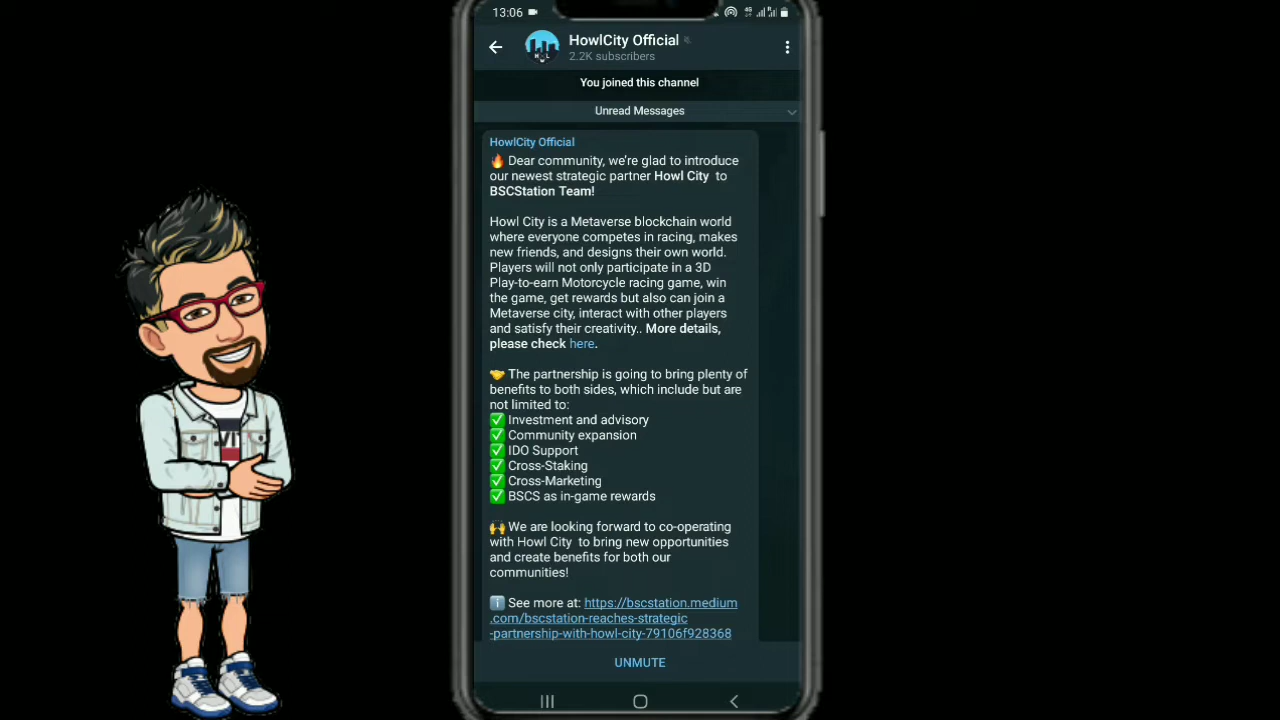 13:06
HowlCity Official
2.2K subscribers
You joined this channel
Unread Messages
HowlCity Official
🔥 Dear community, we're glad to introduce
our newest strategic partner Howl City to
BSCStation Team!
Howl City is a Metaverse blockchain world
where everyone competes in racing, makes
new friends, and designs their own world.
Players will not only participate in a 3D
Play-to-earn Motorcycle racing game, win
the game, get rewards but also can join a
Metaverse city, interact with other players
and satisfy their creativity.. More details,
please check here.
🤝 The partnership is going to bring plenty of
benefits to both sides, which include but are
not limited to:
✅ Investment and advisory
✅ Community expansion
✅ IDO Support
✅ Cross-Staking
✅ Cross-Marketing
✅ BSCS as in-game rewards
🙌 We are looking forward to co-operating
with Howl City to bring new opportunities
and create benefits for both our
communities!
ℹ️ See more at: https://bscstation.medium
.com/bscstation-reaches-strategic
-partnership-with-howl-city-79106f928368
UNMUTE